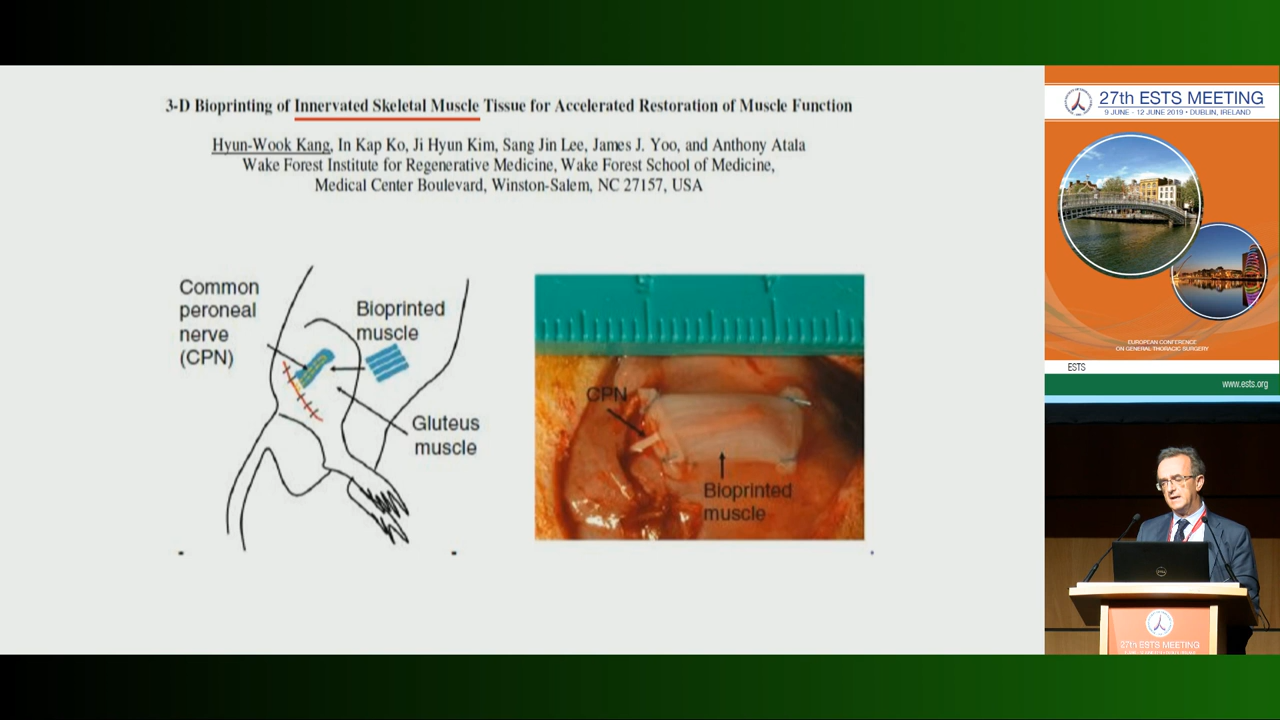 3-D Bioprinting of Innervated Skeletal Muscle Tissue for Accelerated Restoration of Muscle Function
Hyun-Wook Kang, In Kap Ko, Ji Hyun Kim, Sang Jin Lee, James J. Yoo, and Anthony Atala
Wake Forest Institute for Regenerative Medicine, Wake Forest School of Medicine,
Medical Center Boulevard, Winston-Salem, NC 27157, USA
Common
peroneal
nerve
(CPN)
Bioprinted
muscle
Gluteus
muscle
CPN
Bioprinted
muscle
27th ESTS MEETING
9 JUNE - 12 JUNE 2019 • DUBLIN, IRELAND
EUROPEAN CONFERENCE
ON GENERAL THORACIC SURGERY
ESTS
www.ests.org
DELL
27th ESTS MEETING